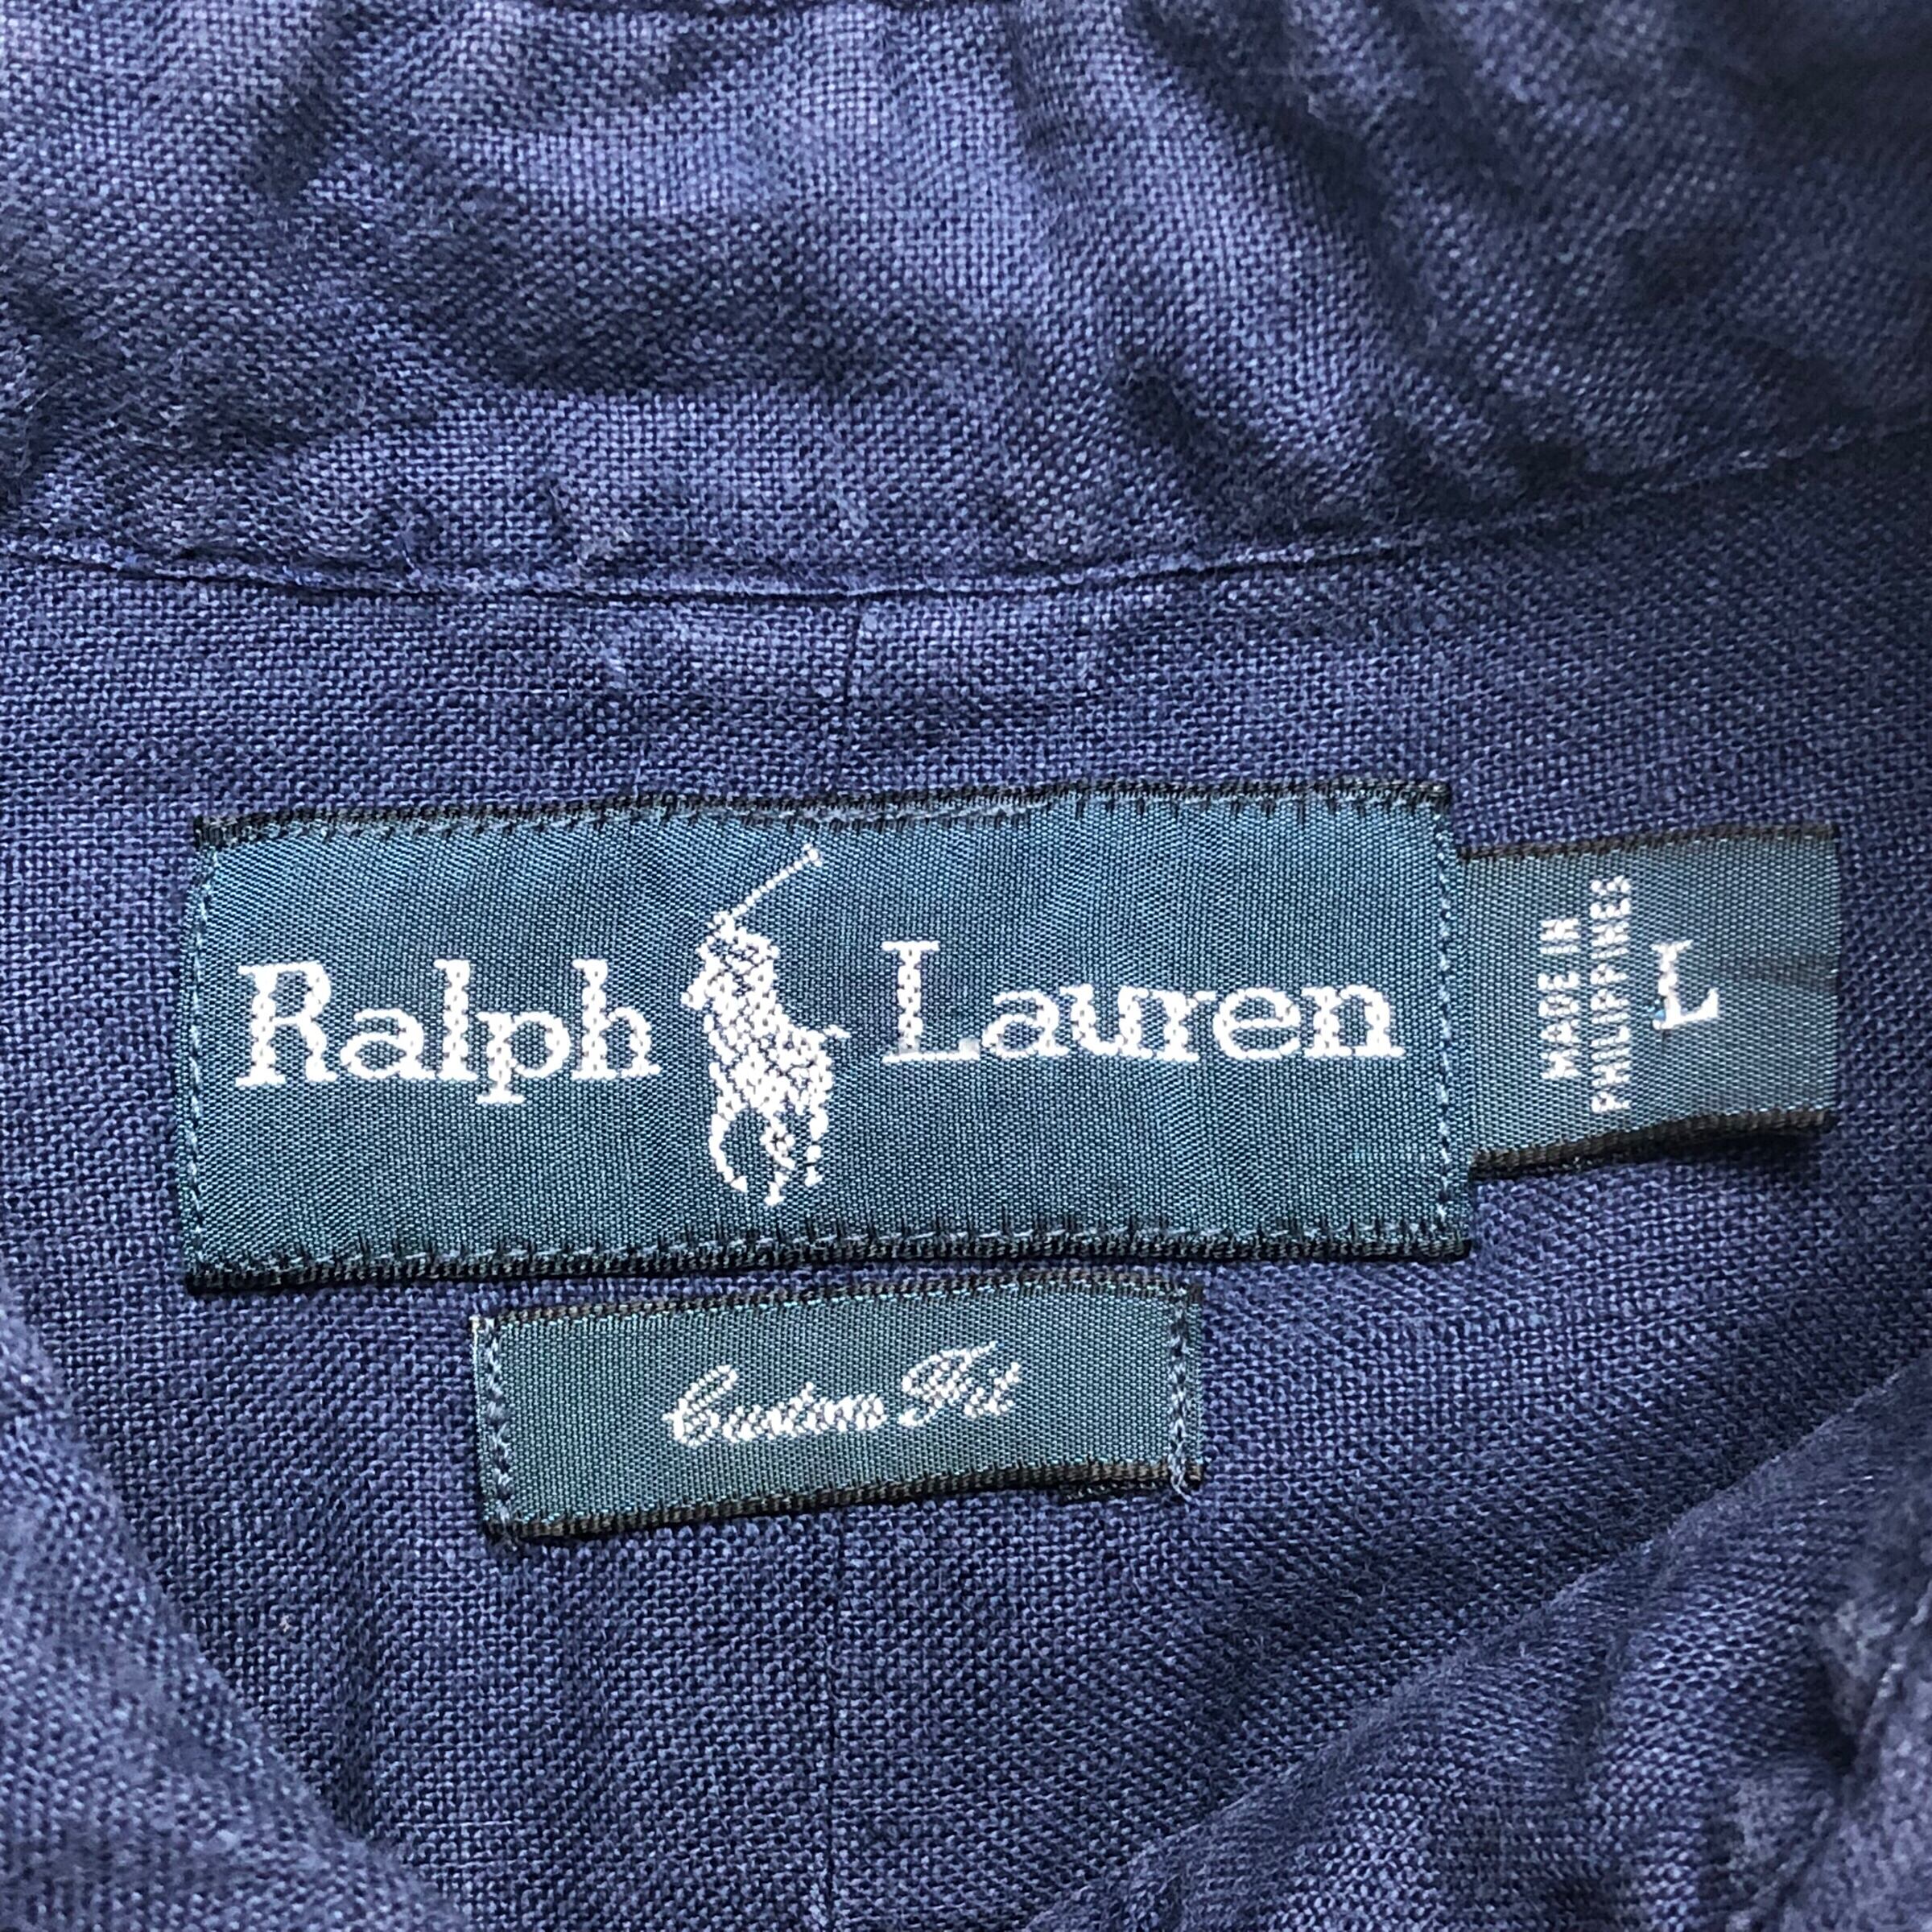 Ralph Lauren
MADE IN
PHILIPPINES
L
Custom Fit